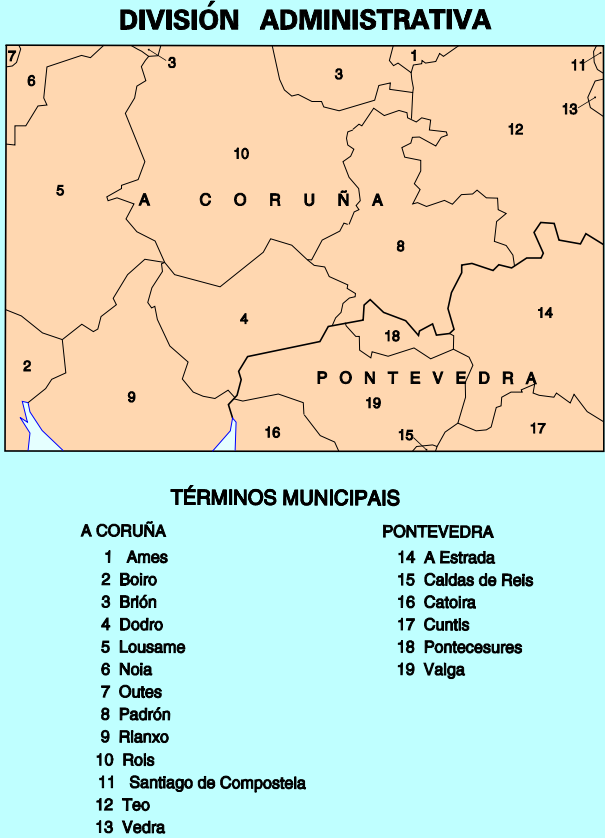 DIVISIÓN ADMINISTRATIVA
7
3
1
11
6
3
13
12
10
5
A CORUÑA
8
14
4
18
2
PONTEVEDRA
9
19
16
15
17
TÉRMINOS MUNICIPAIS
A CORUÑA
1 Ames
2 Boiro
3 Brión
4 Dodro
5 Lousame
6 Noia
7 Outes
8 Padrón
9 Rianxo
10 Rois
11 Santiago de Compostela
12 Teo
13 Vedra
PONTEVEDRA
14 A Estrada
15 Caldas de Reis
16 Catoira
17 Cuntis
18 Pontecesures
19 Valga